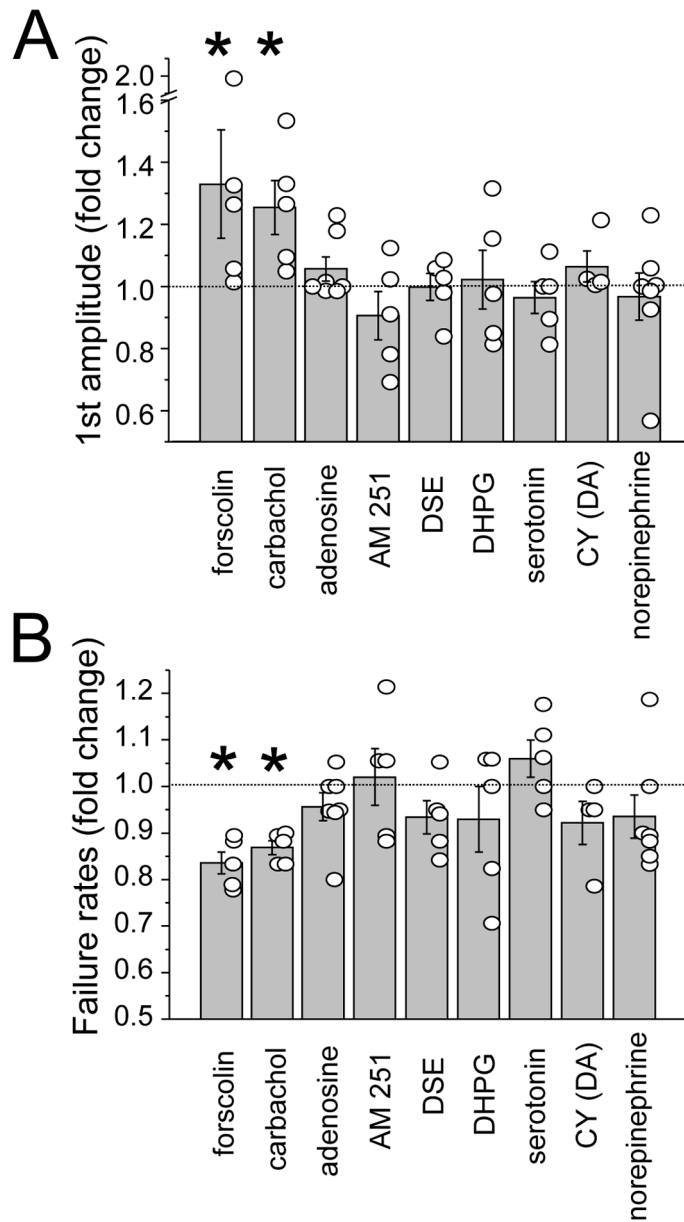 A
* *
1st amplitude (fold change)
2.0
1.6
1.4
1.2
1.0
0.8
0.6
forscolin
carbachol
adenosine
AM 251
DSE
DHPG
serotonin
CY (DA)
norepinephrine
B
* *
Failure rates (fold change)
1.2
1.1
1.0
0.9
0.8
0.7
0.6
0.5
forscolin
carbachol
adenosine
AM 251
DSE
DHPG
serotonin
CY (DA)
norepinephrine